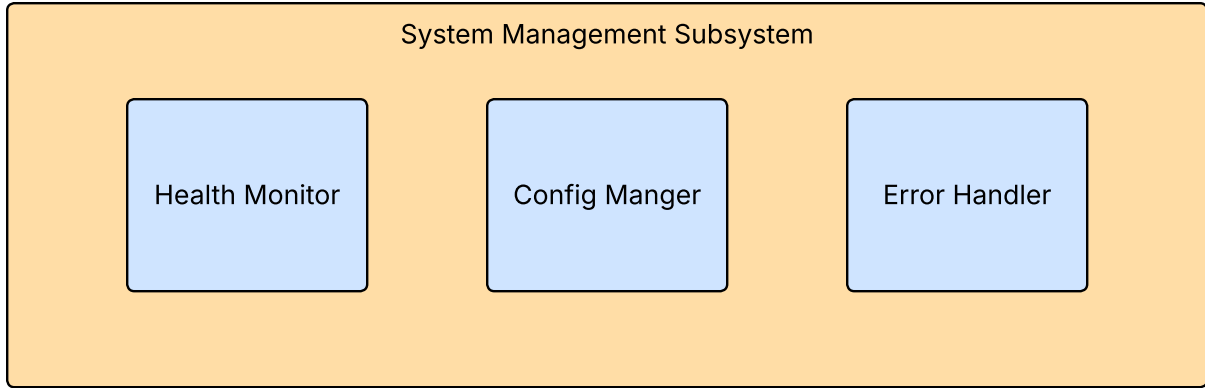 System Management Subsystem
Health Monitor
Config Manger
Error Handler